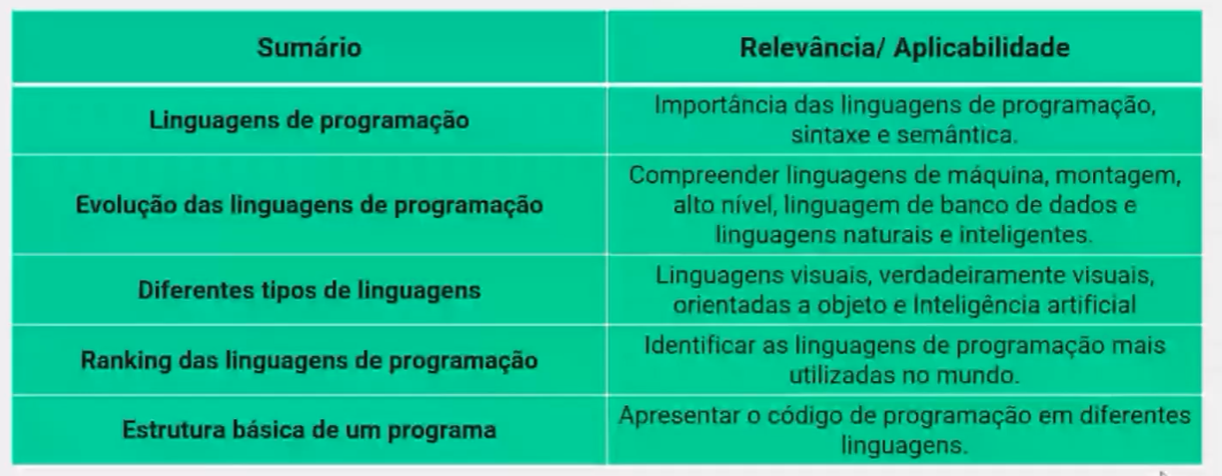 Sumário
Relevância/ Aplicabilidade
Linguagens de programação
Importância das linguagens de programação,
sintaxe e semântica.
Evolução das linguagens de programação
Compreender linguagens de máquina, montagem,
alto nível, linguagem de banco de dados e
linguagens naturais e inteligentes.
Diferentes tipos de linguagens
Linguagens visuais, verdadeiramente visuais,
orientadas a objeto e Inteligência artificial
Ranking das linguagens de programação
Identificar as linguagens de programação mais
utilizadas no mundo.
Estrutura básica de um programa
Apresentar o código de programação em diferentes
linguagens.